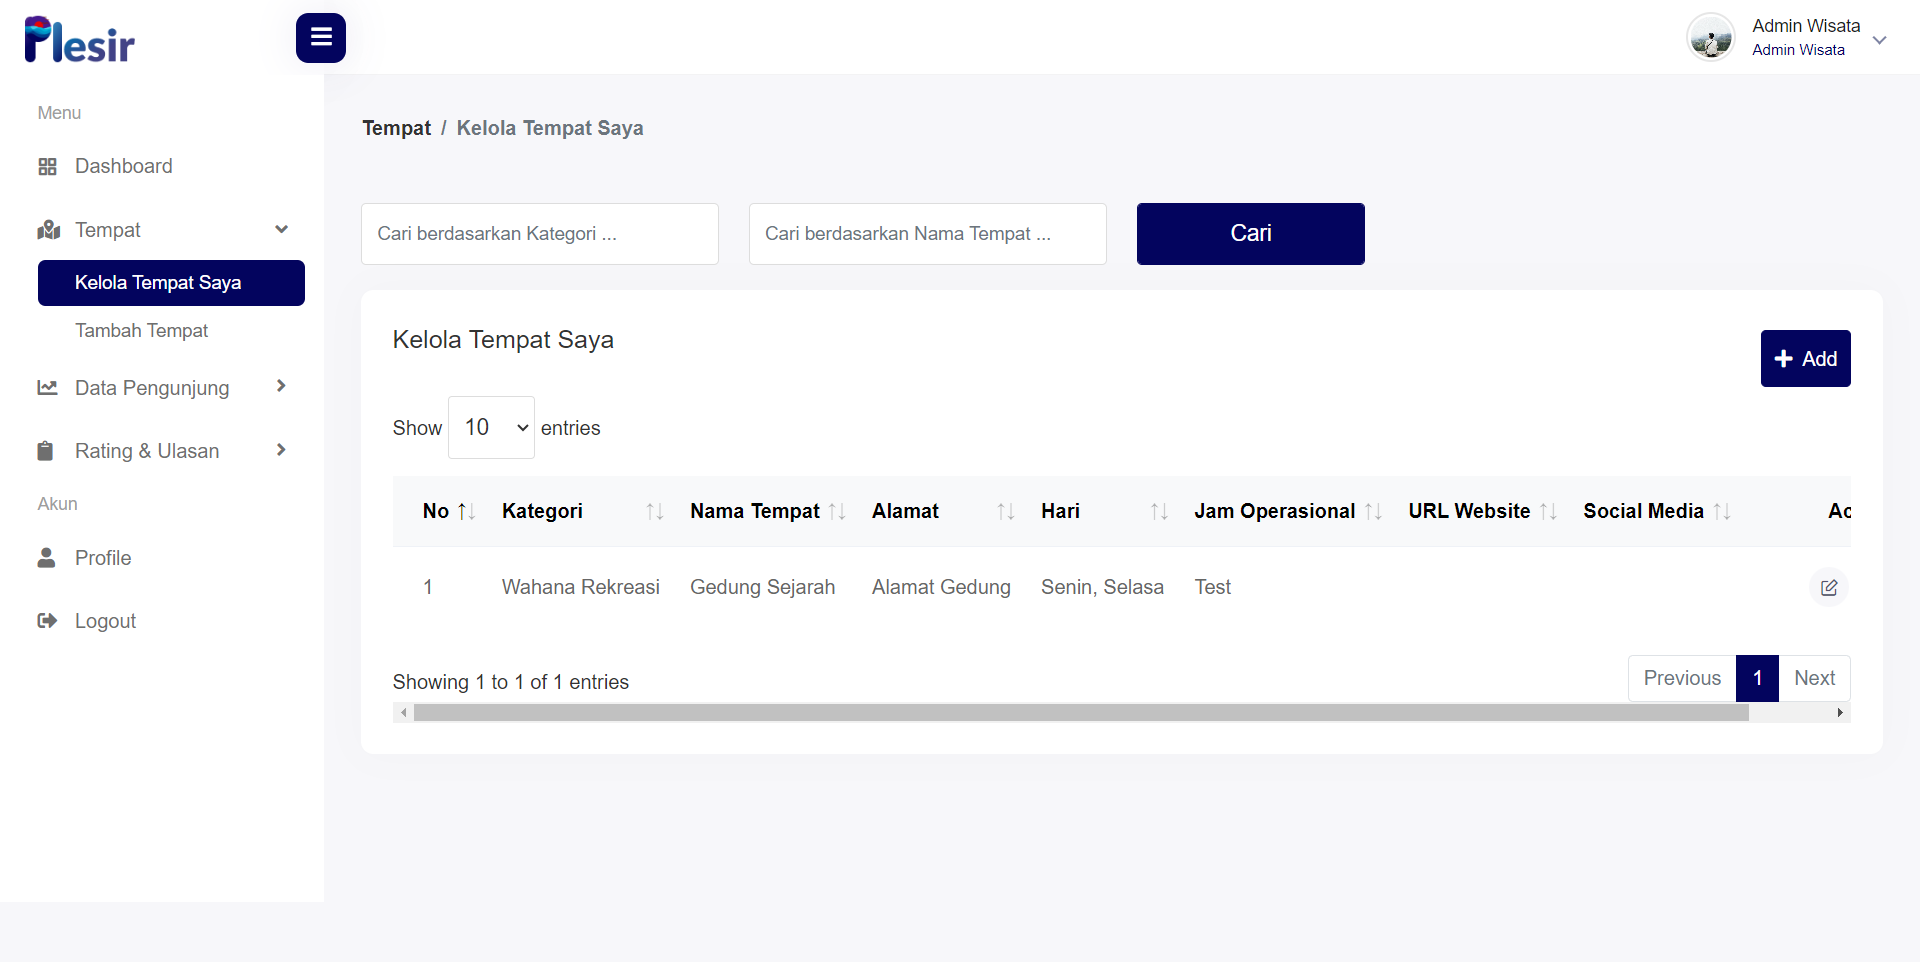 Plesir
Admin Wisata
Admin Wisata
Menu
Dashboard
Tempat
Kelola Tempat Saya
Tambah Tempat
Data Pengunjung
Rating & Ulasan
Akun
Profile
Logout
Tempat / Kelola Tempat Saya
Cari berdasarkan Kategori ... Cari berdasarkan Nama Tempat ... Cari
Kelola Tempat Saya
Add
Show 10 entries
No Kategori Nama Tempat Alamat Hari Jam Operasional URL Website Social Media Ac
1 Wahana Rekreasi Gedung Sejarah Alamat Gedung Senin, Selasa Test
Showing 1 to 1 of 1 entries
Previous 1 Next